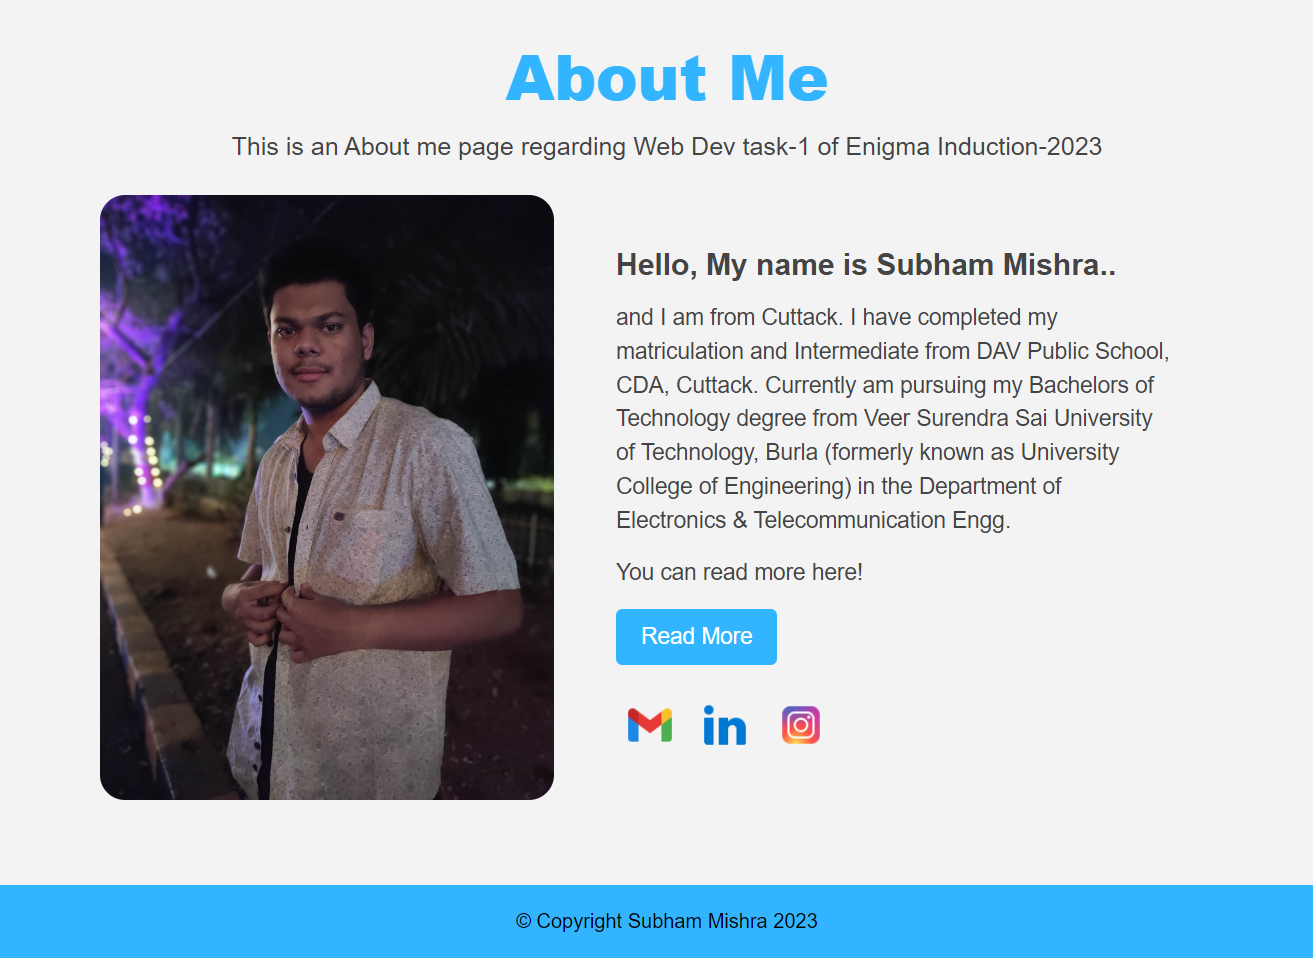 About Me
This is an About me page regarding Web Dev task-1 of Enigma Induction-2023
Hello, My name is Subham Mishra..
and I am from Cuttack. I have completed my
matriculation and Intermediate from DAV Public School,
CDA, Cuttack. Currently am pursuing my Bachelors of
Technology degree from Veer Surendra Sai University
of Technology, Burla (formerly known as University
College of Engineering) in the Department of
Electronics & Telecommunication Engg.
You can read more here!
Read More
in
© Copyright Subham Mishra 2023